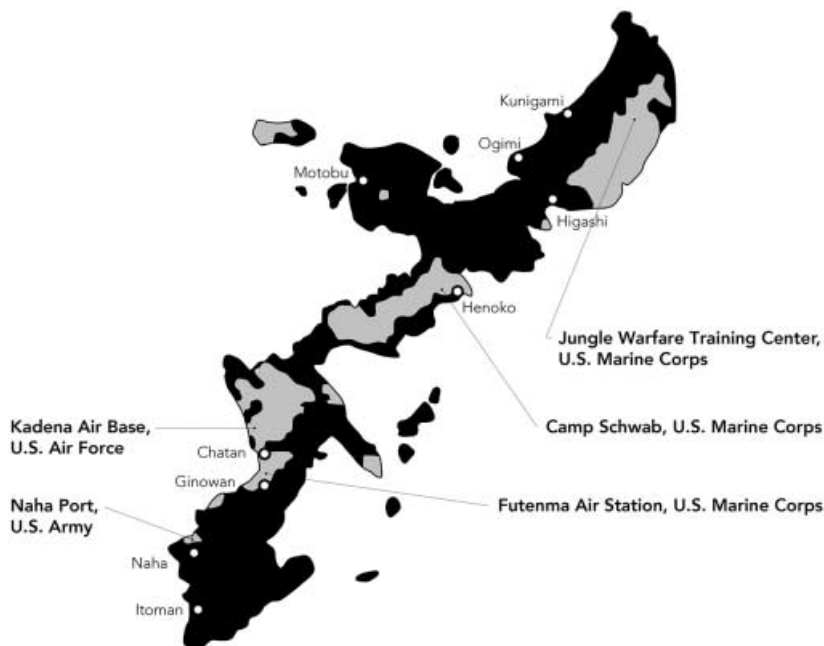 Kunigami
Ogimi
Motobu
Higashi
Henoko
Jungle Warfare Training Center,
U.S. Marine Corps
Kadena Air Base,
U.S. Air Force
Camp Schwab, U.S. Marine Corps
Chatan
Ginowan
Naha Port,
U.S. Army
Futenma Air Station, U.S. Marine Corps
Naha
Itoman